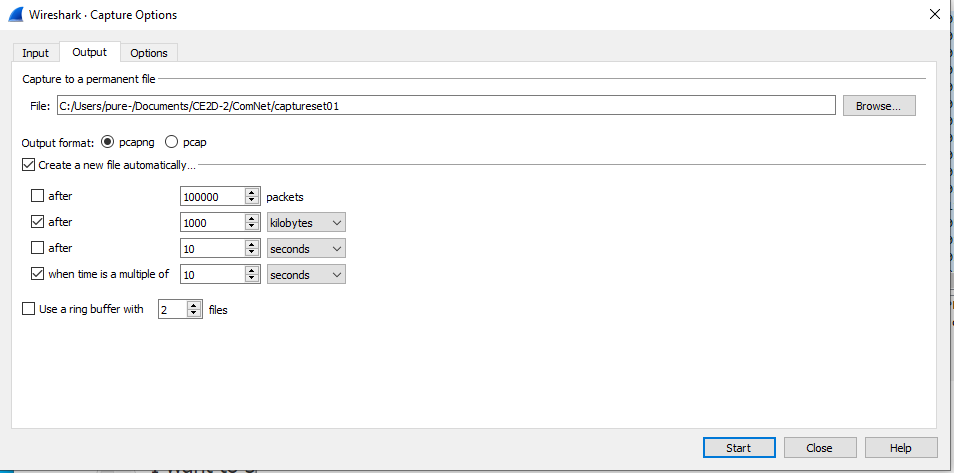 Wireshark · Capture Options
Input Output Options
Capture to a permanent file
File: C:/Users/pure-/Documents/CE2D-2/ComNet/captureset01 Browse...
Output format: pcapng pcap
Create a new file automatically...
after 100000 packets
after 1000 kilobytes
after 10 seconds
when time is a multiple of 10 seconds
Use a ring buffer with 2 files
Start Close Help